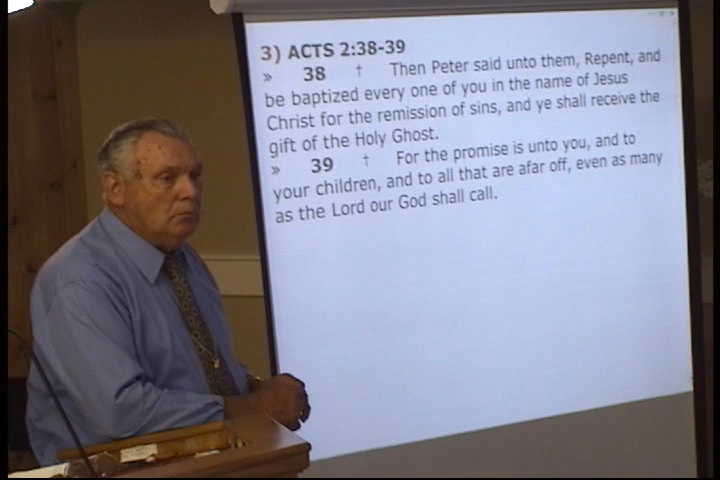 3) ACTS 2:38-39
» 38 † Then Peter said unto them, Repent, and
be baptized every one of you in the name of Jesus
Christ for the remission of sins, and ye shall receive the
gift of the Holy Ghost.
» 39 † For the promise is unto you, and to
your children, and to all that are afar off, even as many
as the Lord our God shall call.